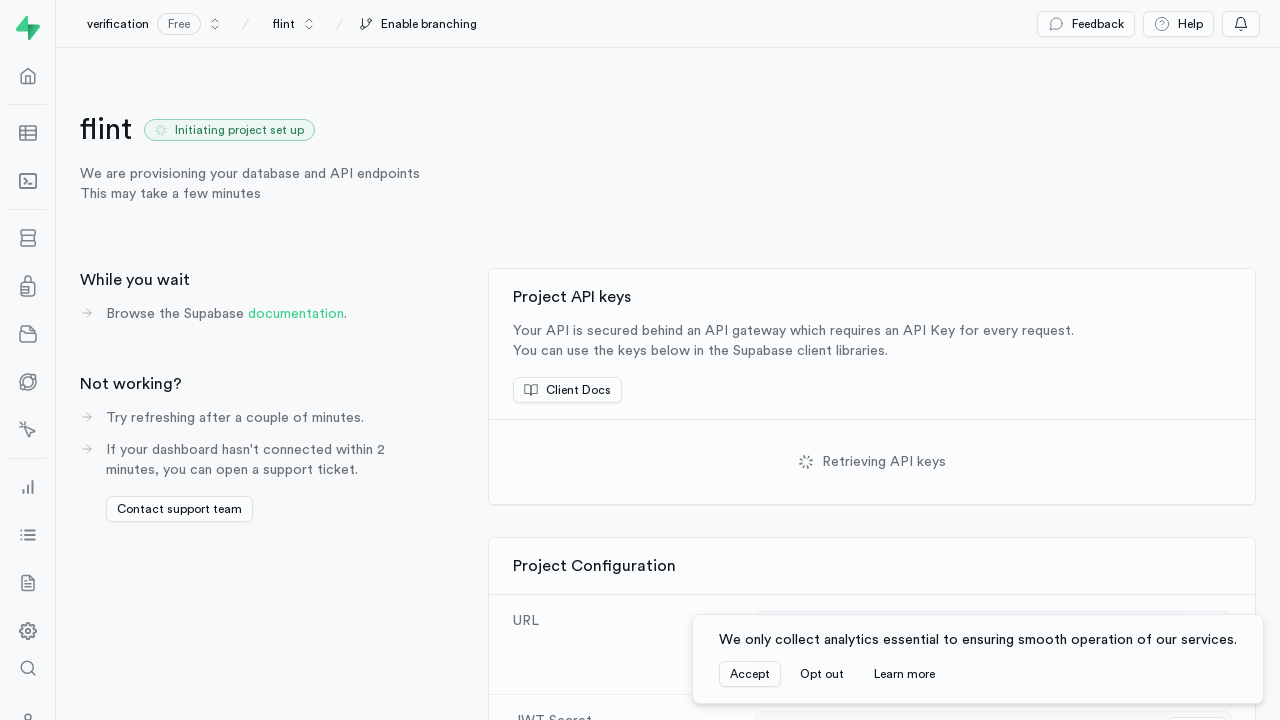 verification Free / flint / Enable branching
Feedback Help
flint Initiating project set up
We are provisioning your database and API endpoints
This may take a few minutes
While you wait
Browse the Supabase documentation.
Not working?
Try refreshing after a couple of minutes.
If your dashboard hasn't connected within 2
minutes, you can open a support ticket.
Contact support team
Project API keys
Your API is secured behind an API gateway which requires an API Key for every request.
You can use the keys below in the Supabase client libraries.
Client Docs
Retrieving API keys
Project Configuration
URL
JWT Secret
We only collect analytics essential to ensuring smooth operation of our services.
Accept Opt out Learn more